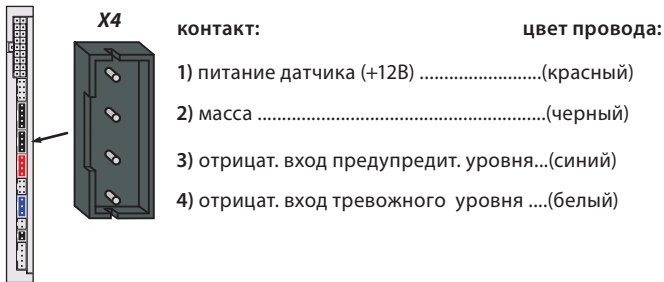 X4
контакт: цвет провода:
1) питание датчика (+12В) .........................(красный)
2) масса ...........................................................(черный)
3) отрицат. вход предупредит. уровня...(синий)
4) отрицат. вход тревожного уровня ....(белый)